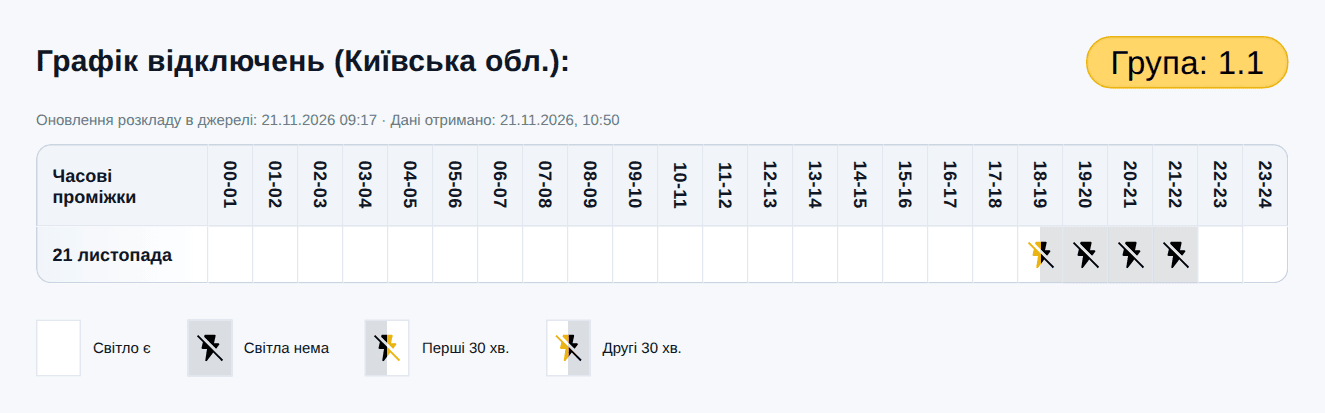 Графік відключень (Київська обл.):
Група: 1.1
Оновлення розкладу в джерелі: 21.11.2026 09:17 · Дані отримано: 21.11.2026, 10:50
Часові
проміжки
00-01
01-02
02-03
03-04
04-05
05-06
06-07
07-08
08-09
09-10
10-11
11-12
12-13
13-14
14-15
15-16
16-17
17-18
18-19
19-20
20-21
21-22
22-23
23-24
21 листопада
Світло є
Світла нема
Перші 30 хв.
Другі 30 хв.